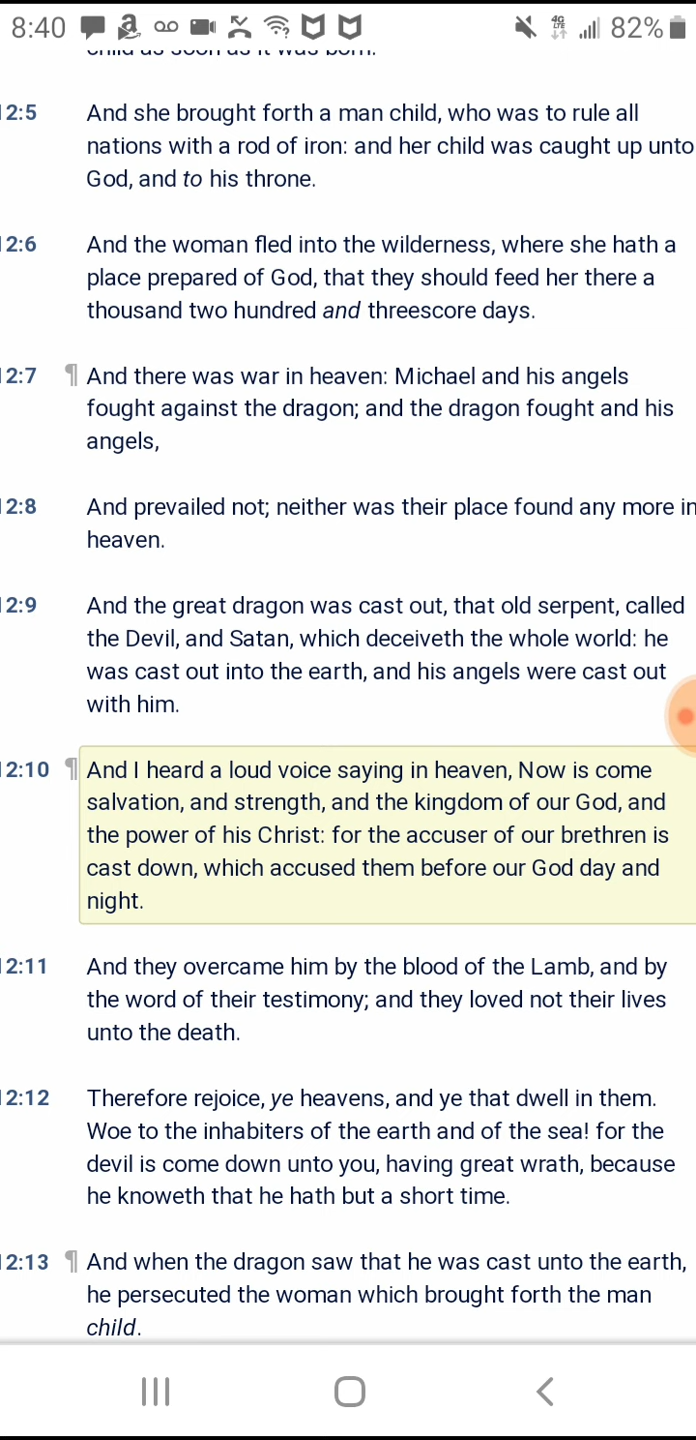 8:40 4G LTE 82%
child as soon as it was born.
12:5 And she brought forth a man child, who was to rule all
nations with a rod of iron: and her child was caught up unto
God, and to his throne.
12:6 And the woman fled into the wilderness, where she hath a
place prepared of God, that they should feed her there a
thousand two hundred and threescore days.
12:7 ¶ And there was war in heaven: Michael and his angels
fought against the dragon; and the dragon fought and his
angels,
12:8 And prevailed not; neither was their place found any more in
heaven.
12:9 And the great dragon was cast out, that old serpent, called
the Devil, and Satan, which deceiveth the whole world: he
was cast out into the earth, and his angels were cast out
with him.
12:10 ¶ And I heard a loud voice saying in heaven, Now is come
salvation, and strength, and the kingdom of our God, and
the power of his Christ: for the accuser of our brethren is
cast down, which accused them before our God day and
night.
12:11 And they overcame him by the blood of the Lamb, and by
the word of their testimony; and they loved not their lives
unto the death.
12:12 Therefore rejoice, ye heavens, and ye that dwell in them.
Woe to the inhabiters of the earth and of the sea! for the
devil is come down unto you, having great wrath, because
he knoweth that he hath but a short time.
12:13 ¶ And when the dragon saw that he was cast unto the earth,
he persecuted the woman which brought forth the man
child.